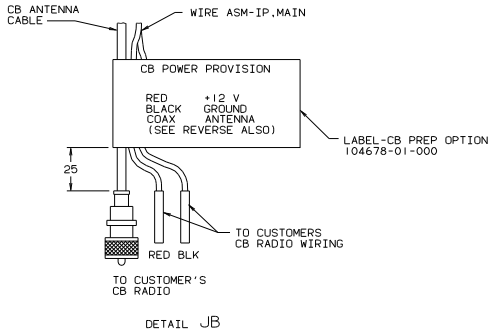 CB ANTENNA
CABLE
WIRE ASM-IP,MAIN
CB POWER PROVISION
RED +12 V
BLACK GROUND
COAX ANTENNA
(SEE REVERSE ALSO)
LABEL-CB PREP OPTION
104678-01-000
25
TO CUSTOMERS
CB RADIO WIRING
RED BLK
TO CUSTOMER'S
CB RADIO
DETAIL JB